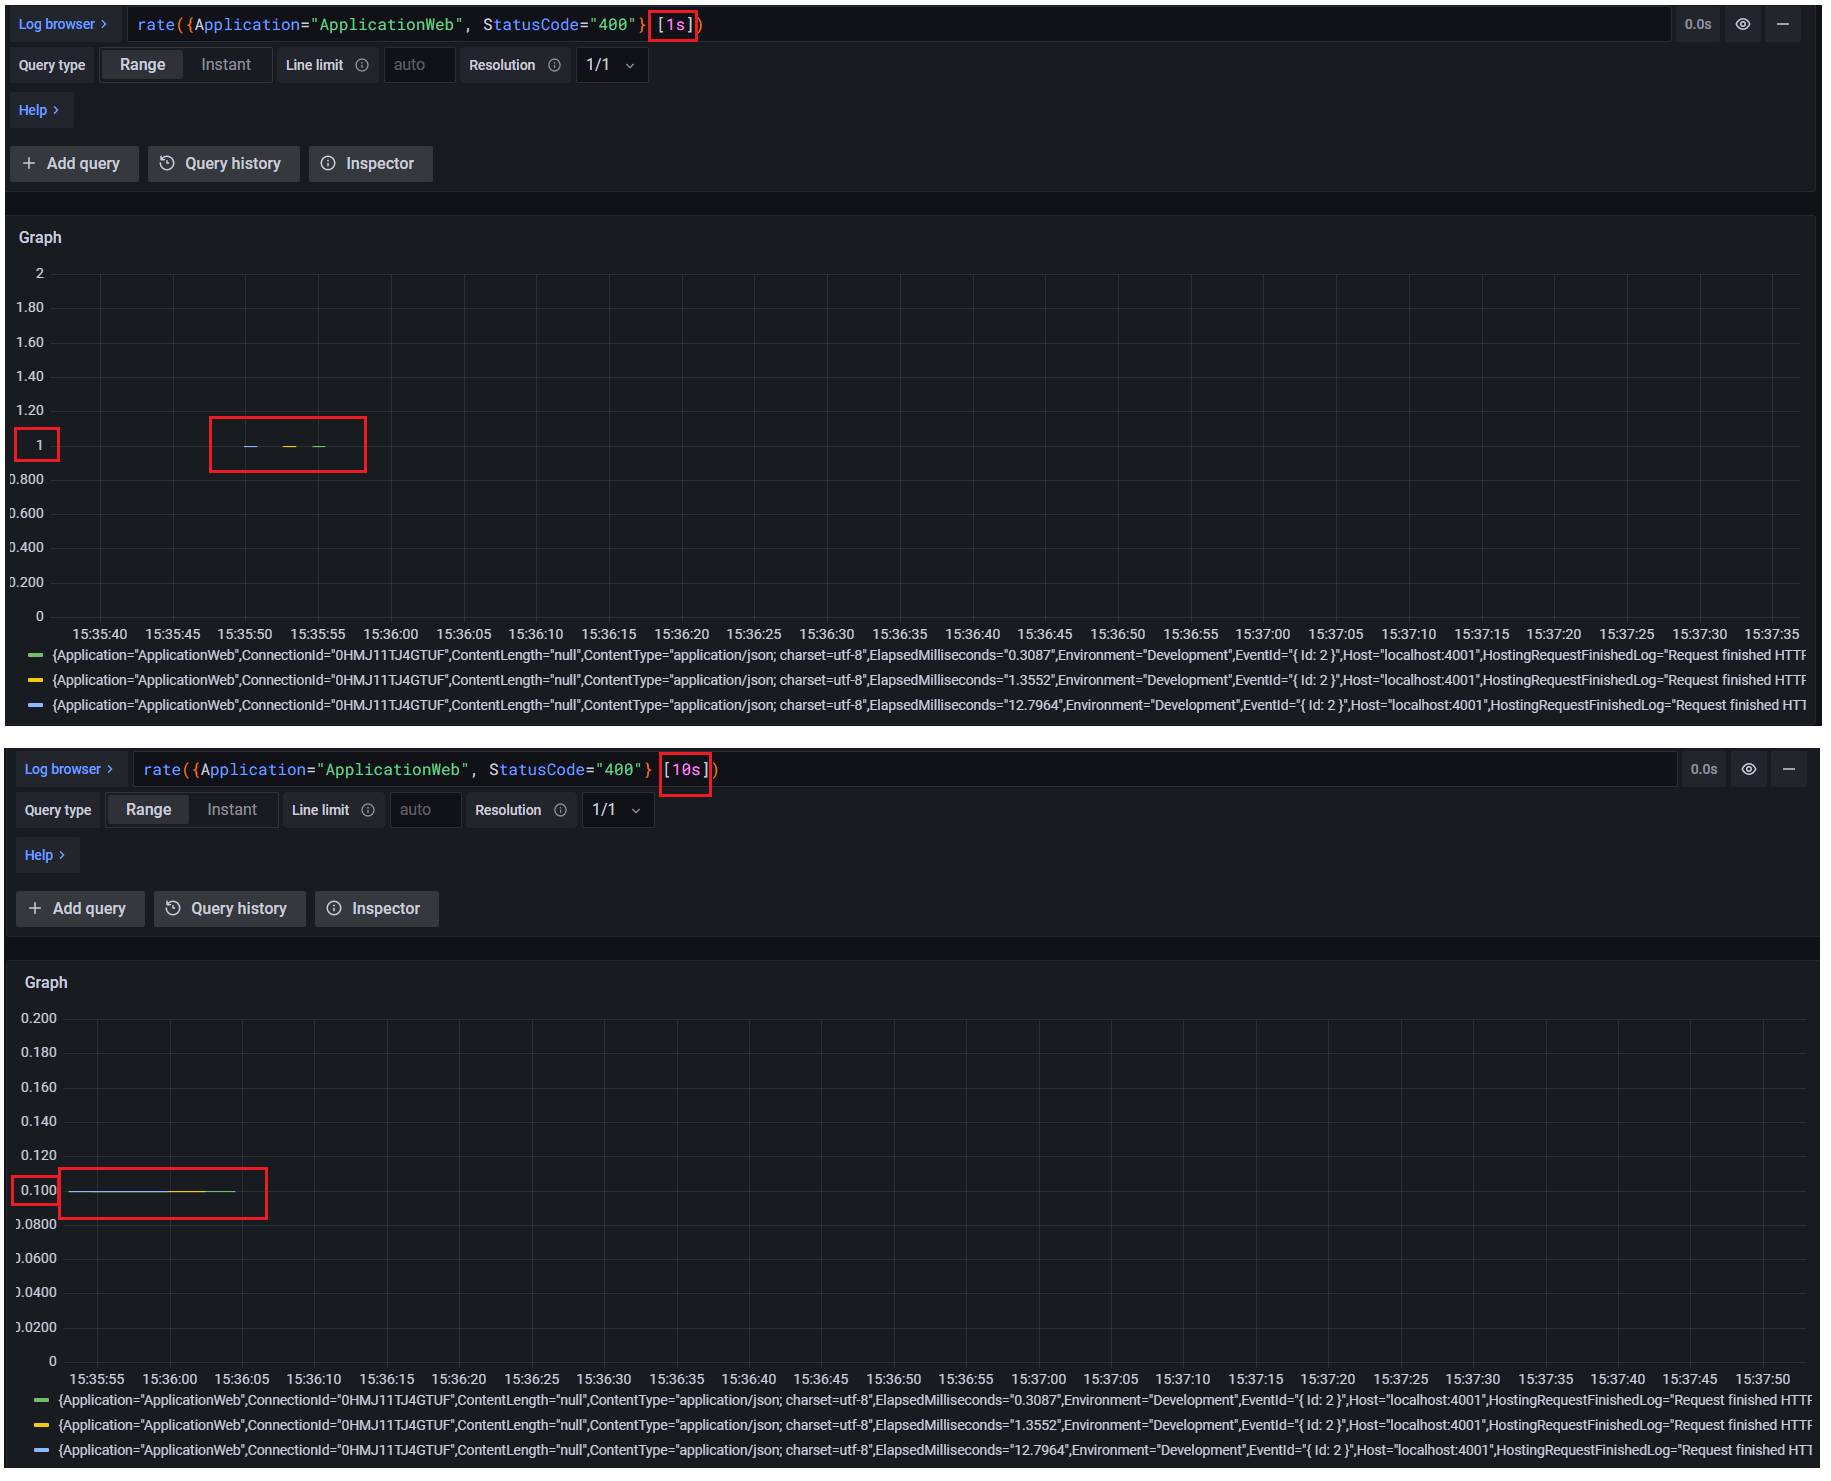 Log browser > rate({Application="ApplicationWeb", StatusCode="400"} [1s]) 0.0s
Query type Range Instant Line limit auto Resolution 1/1
Help >
+ Add query Query history Inspector
Graph
2
1.80
1.60
1.40
1.20
1
0.800
0.600
0.400
0.200
0
15:35:40 15:35:45 15:35:50 15:35:55 15:36:00 15:36:05 15:36:10 15:36:15 15:36:20 15:36:25 15:36:30 15:36:35 15:36:40 15:36:45 15:36:50 15:36:55 15:37:00 15:37:05 15:37:10 15:37:15 15:37:20 15:37:25 15:37:30 15:37:35
{Application="ApplicationWeb",ConnectionId="0HMJ11TJ4GTUF",ContentLength="null",ContentType="application/json; charset=utf-8",ElapsedMilliseconds="0.3087",Environment="Development",EventId="{ Id: 2 }",Host="localhost:4001",HostingRequestFinishedLog="Request finished HTTP
{Application="ApplicationWeb",ConnectionId="0HMJ11TJ4GTUF",ContentLength="null",ContentType="application/json; charset=utf-8",ElapsedMilliseconds="1.3552",Environment="Development",EventId="{ Id: 2 }",Host="localhost:4001",HostingRequestFinishedLog="Request finished HTTP
{Application="ApplicationWeb",ConnectionId="0HMJ11TJ4GTUF",ContentLength="null",ContentType="application/json; charset=utf-8",ElapsedMilliseconds="12.7964",Environment="Development",EventId="{ Id: 2 }",Host="localhost:4001",HostingRequestFinishedLog="Request finished HTT
Log browser > rate({Application="ApplicationWeb", StatusCode="400"} [10s]) 0.0s
Query type Range Instant Line limit auto Resolution 1/1
Help >
+ Add query Query history Inspector
Graph
0.200
0.180
0.160
0.140
0.120
0.100
0.0800
0.0600
0.0400
0.0200
0
15:35:55 15:36:00 15:36:05 15:36:10 15:36:15 15:36:20 15:36:25 15:36:30 15:36:35 15:36:40 15:36:45 15:36:50 15:36:55 15:37:00 15:37:05 15:37:10 15:37:15 15:37:20 15:37:25 15:37:30 15:37:35 15:37:40 15:37:45 15:37:50
{Application="ApplicationWeb",ConnectionId="0HMJ11TJ4GTUF",ContentLength="null",ContentType="application/json; charset=utf-8",ElapsedMilliseconds="0.3087",Environment="Development",EventId="{ Id: 2 }",Host="localhost:4001",HostingRequestFinishedLog="Request finished HTTP
{Application="ApplicationWeb",ConnectionId="0HMJ11TJ4GTUF",ContentLength="null",ContentType="application/json; charset=utf-8",ElapsedMilliseconds="1.3552",Environment="Development",EventId="{ Id: 2 }",Host="localhost:4001",HostingRequestFinishedLog="Request finished HTTP
{Application="ApplicationWeb",ConnectionId="0HMJ11TJ4GTUF",ContentLength="null",ContentType="application/json; charset=utf-8",ElapsedMilliseconds="12.7964",Environment="Development",EventId="{ Id: 2 }",Host="localhost:4001",HostingRequestFinishedLog="Request finished HTT